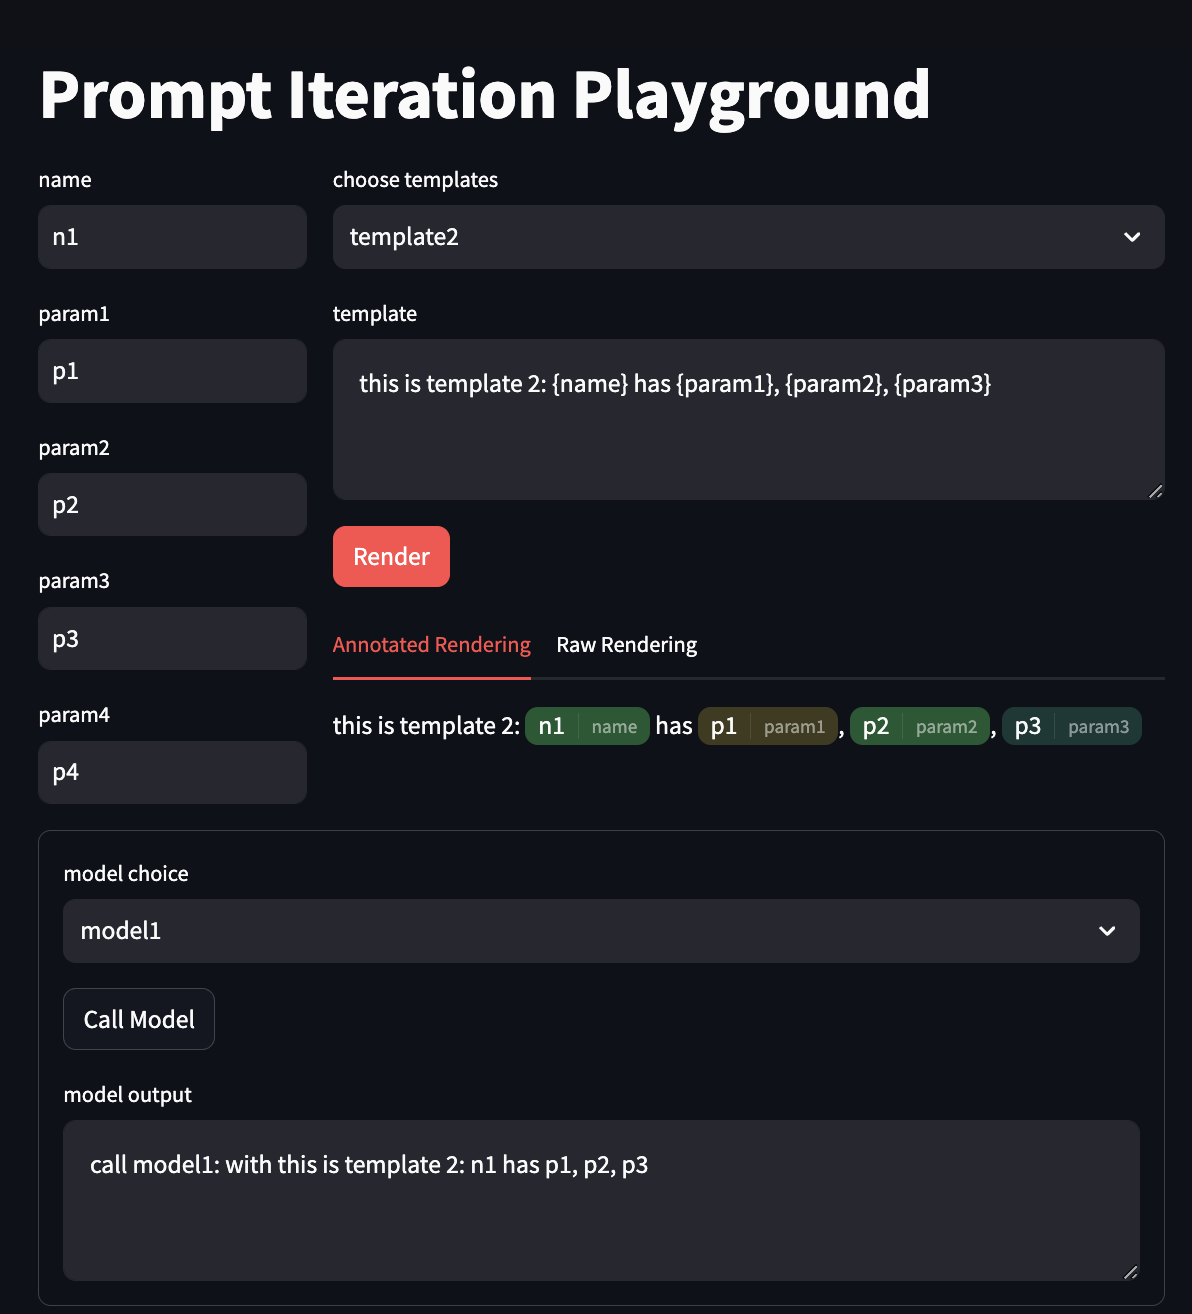 Prompt Iteration Playground
name
n1
param1
p1
param2
p2
param3
p3
param4
p4
choose templates
template2
template
this is template 2: {name} has {param1}, {param2}, {param3}
Render
Annotated Rendering Raw Rendering
this is template 2: n1 name has p1 param1 , p2 param2 , p3 param3
model choice
model1
Call Model
model output
call model1: with this is template 2: n1 has p1, p2, p3